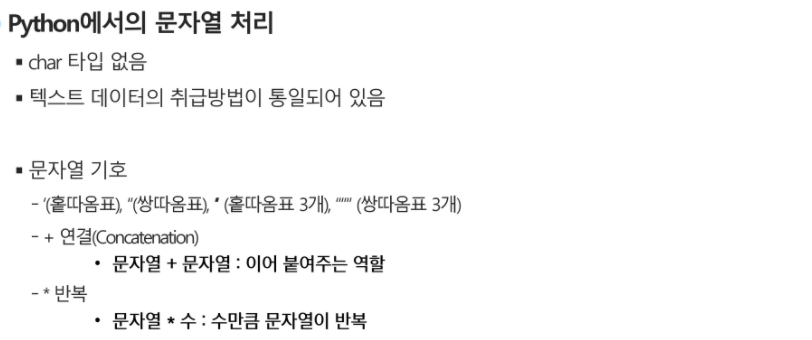 Python에서의 문자열 처리
▪ char 타입 없음
▪ 텍스트 데이터의 취급방법이 통일되어 있음
▪ 문자열 기호
- ‘(홑따옴표), “(쌍따옴표), ‘ (홑따옴표 3개), “““ (쌍따옴표 3개)
- + 연결(Concatenation)
• 문자열 + 문자열 : 이어 붙여주는 역할
- * 반복
• 문자열 * 수 : 수만큼 문자열이 반복